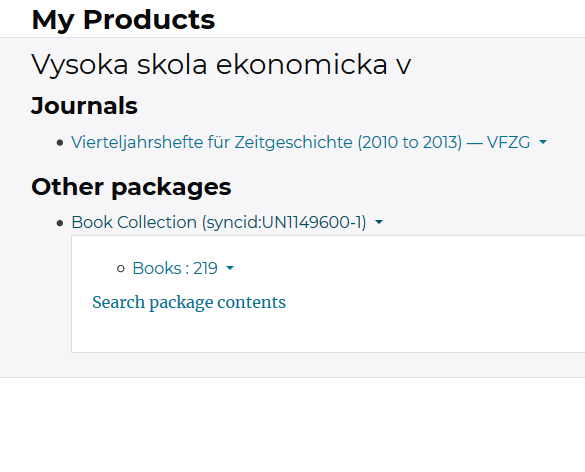 My Products
Vysoka skola ekonomicka v
Journals
Vierteljahrshefte für Zeitgeschichte (2010 to 2013) — VFZG
Other packages
Book Collection (syncid:UN1149600-1)
Books : 219
Search package contents